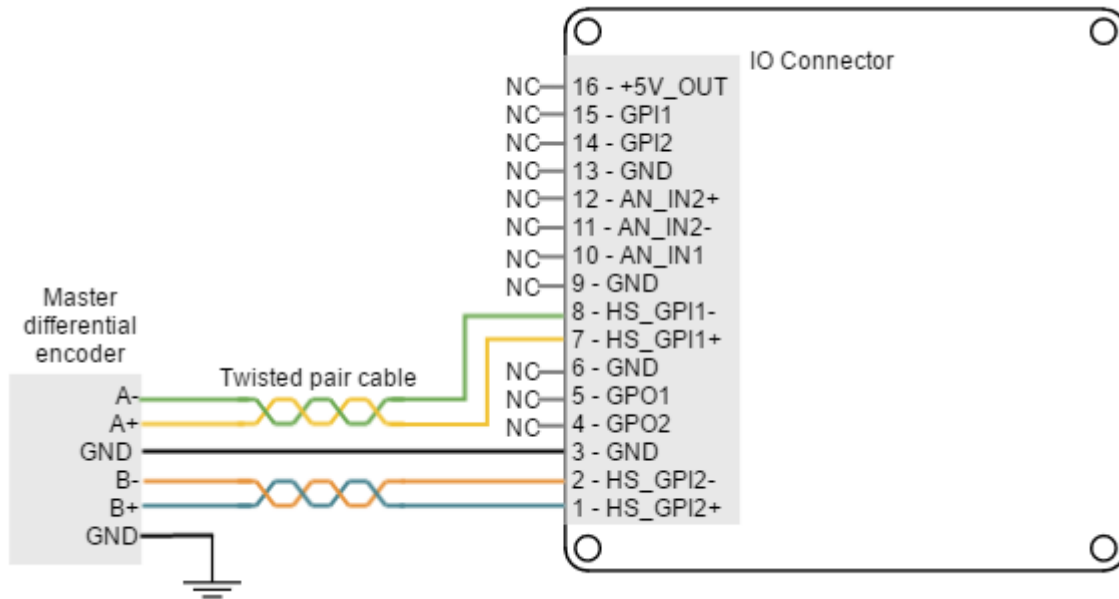 IO Connector
NC 16 - +5V_OUT
NC 15 - GPI1
NC 14 - GPI2
NC 13 - GND
NC 12 - AN_IN2+
NC 11 - AN_IN2-
NC 10 - AN_IN1
NC 9 - GND
8 - HS_GPI1-
7 - HS_GPI1+
NC 6 - GND
NC 5 - GPO1
NC 4 - GPO2
3 - GND
2 - HS_GPI2-
1 - HS_GPI2+
Master
differential
encoder
Twisted pair cable
A-
A+
GND
B-
B+
GND